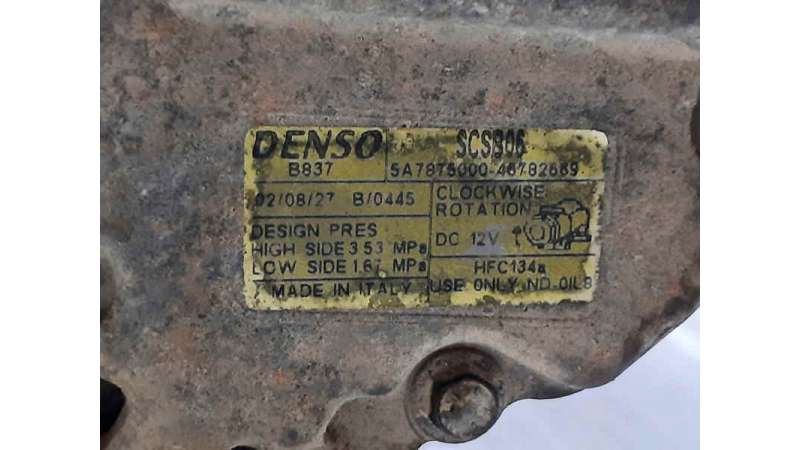 DENSO SCSB06
B837 5A7875000-46782669
02/08/27 B/0445 CLOCKWISE
ROTATION
DESIGN PRES DC 12V
HIGH SIDE 3.53 MPa
LOW SIDE 1.67 MPa HFC134a
MADE IN ITALY USE ONLY ND-OIL8